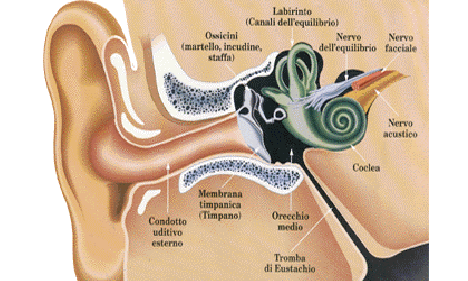 Labirinto
(Canali dell'equilibrio)
Ossicini
(martello, incudine,
staffa)
Nervo
dell'equilibrio
Nervo
facciale
Nervo
acustico
Coclea
Membrana
timpanica
(Timpano)
Orecchio
medio
Condotto
uditivo
esterno
Tromba
di Eustachio